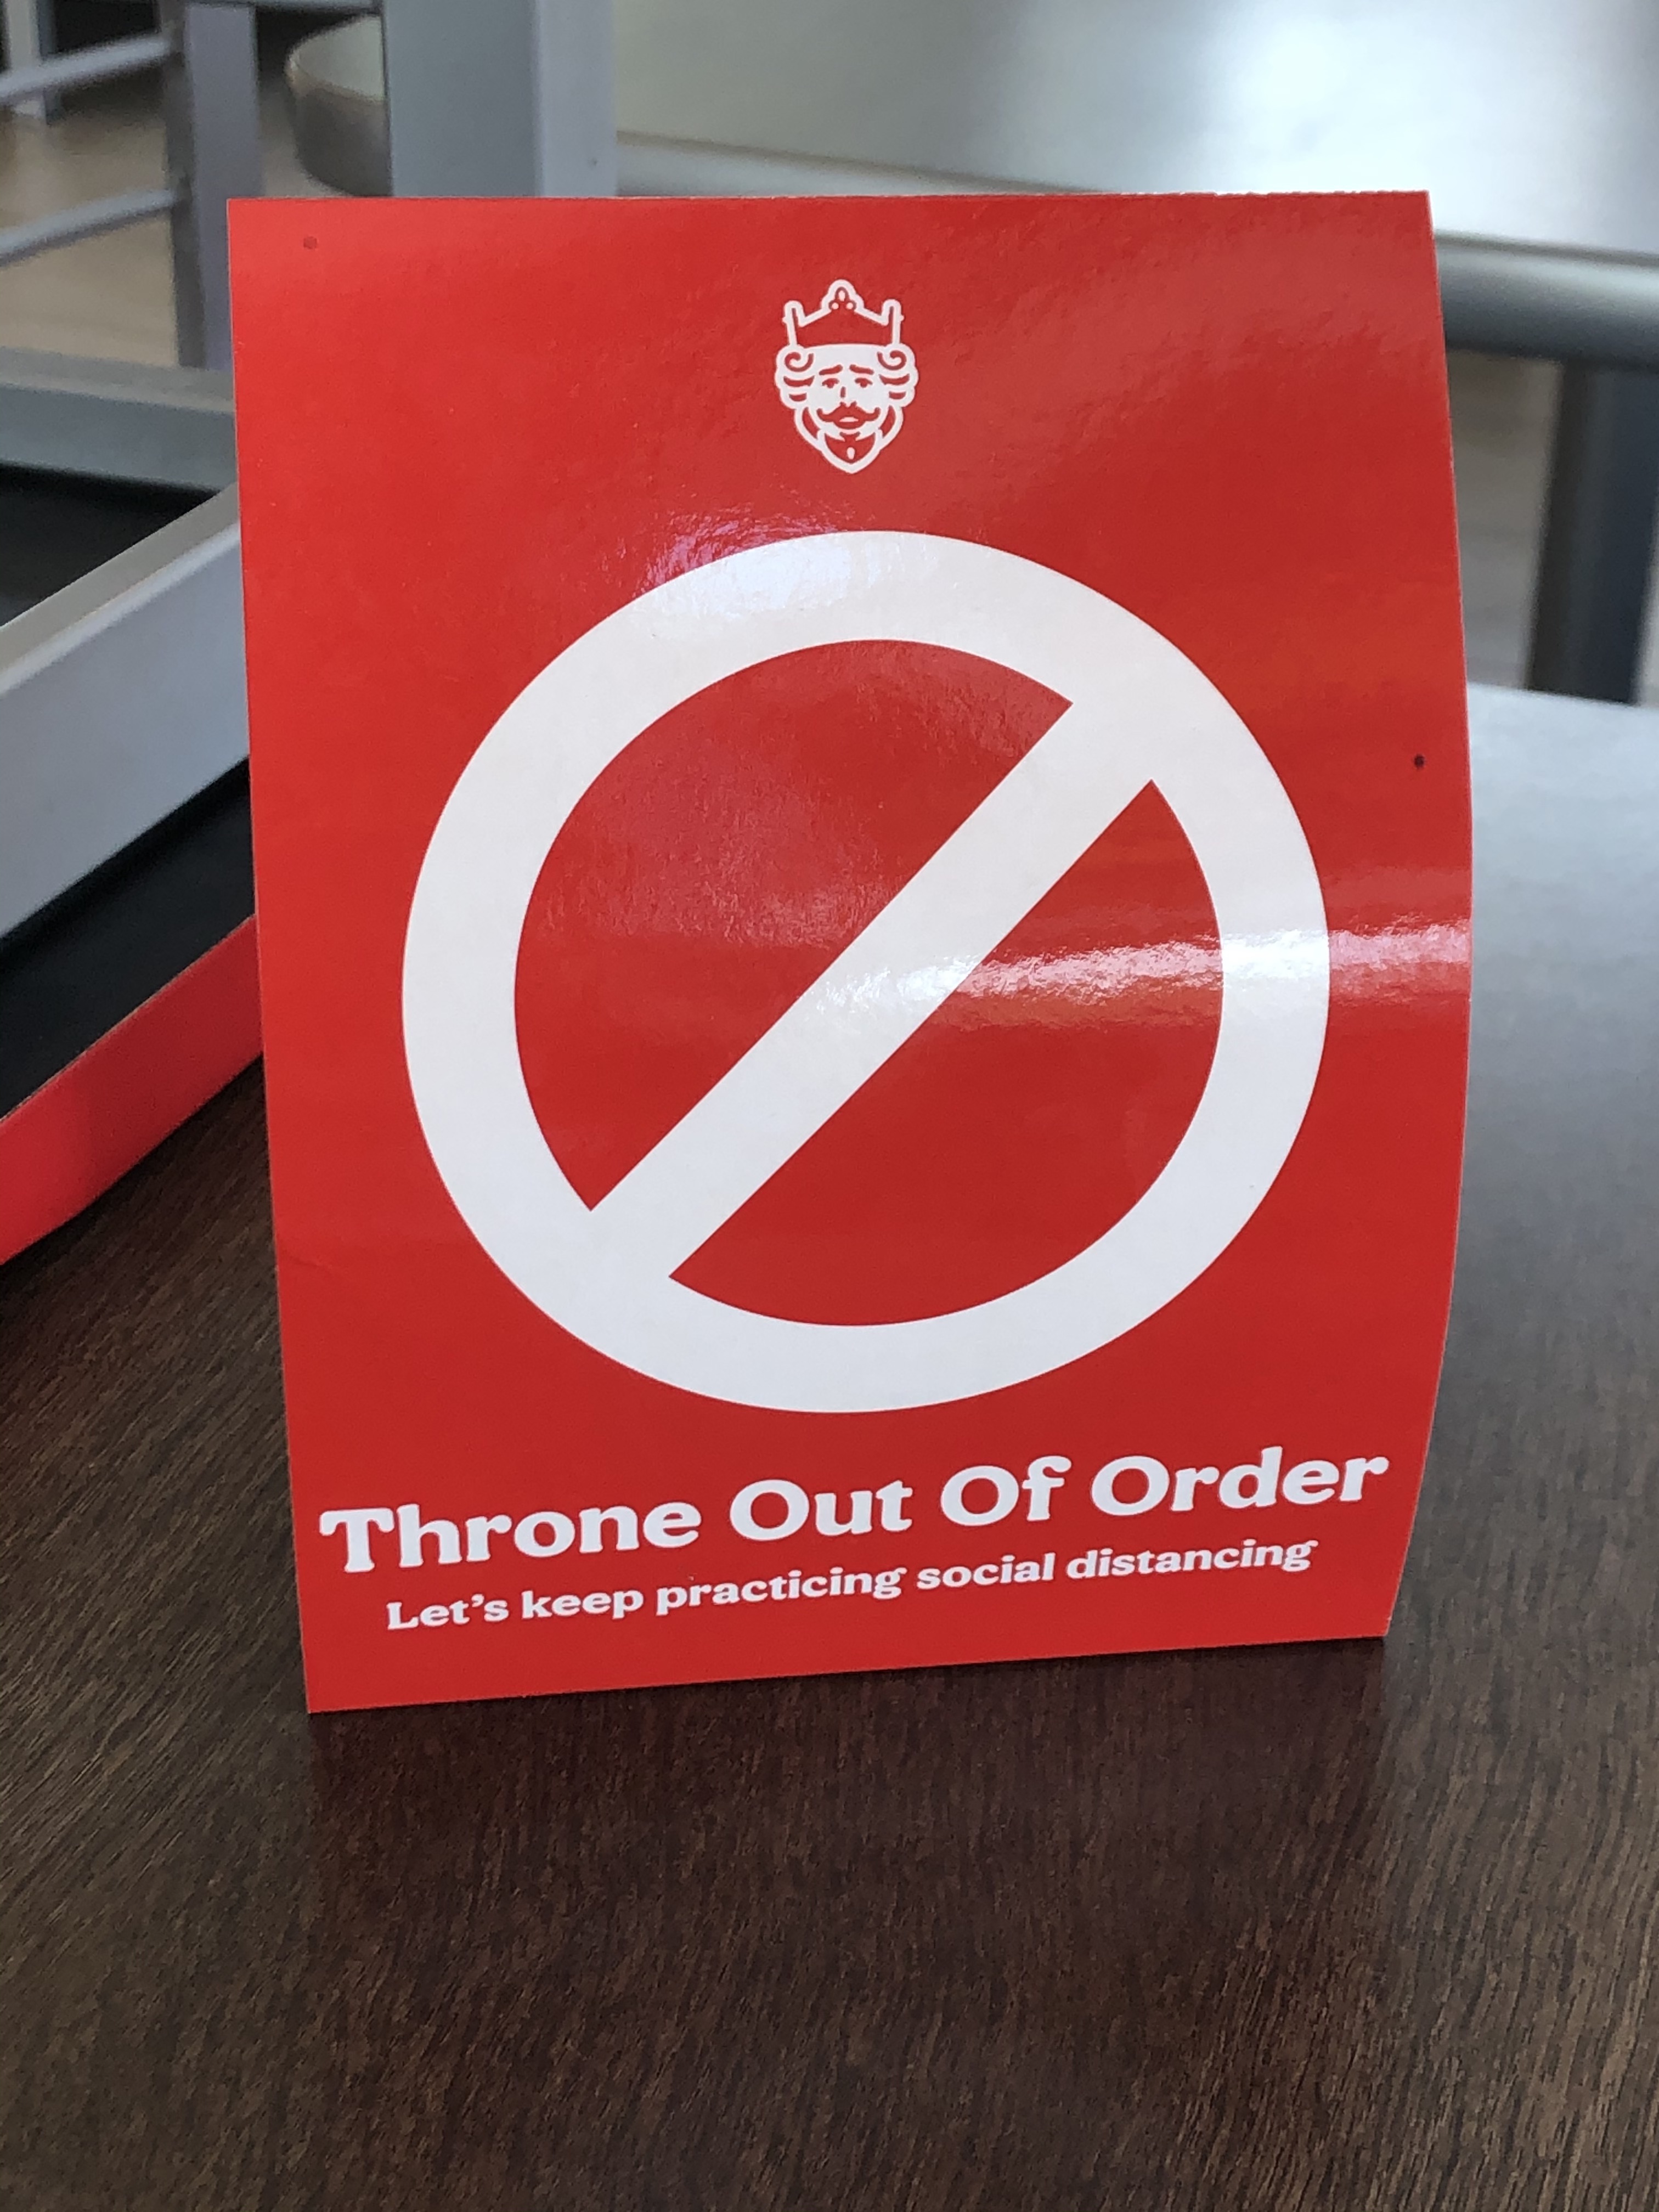 Throne Out Of Order
Let's keep practicing social distancing